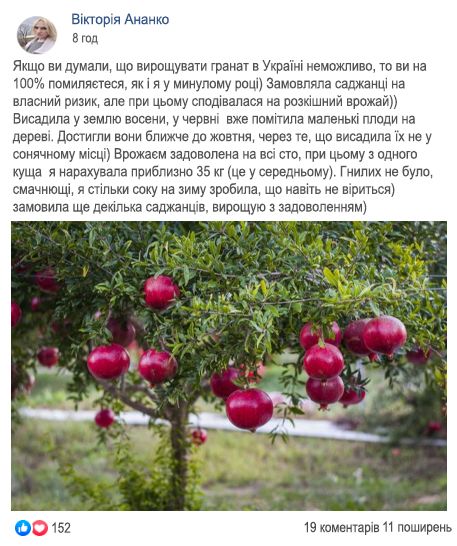 Вікторія Ананко
8 год
Якщо ви думали, що вирощувати гранат в Україні неможливо, то ви на
100% помиляєтеся, як і я у минулому році) Замовляла саджанці на
власний ризик, але при цьому сподівалася на розкішний врожай))
Висадила у землю восени, у червні вже помітила маленькі плоди на
дереві. Достигли вони ближче до жовтня, через те, що висадила їх не у
сонячному місці) Врожаєм задоволена на всі сто, при цьому з одного
куща я нарахувала приблизно 35 кг (це у середньому). Гнилих не було,
смачнющі, я стільки соку на зиму зробила, що навіть не віриться)
замовила ще декілька саджанців, вирощую з задоволенням)
152 19 коментарів 11 поширень